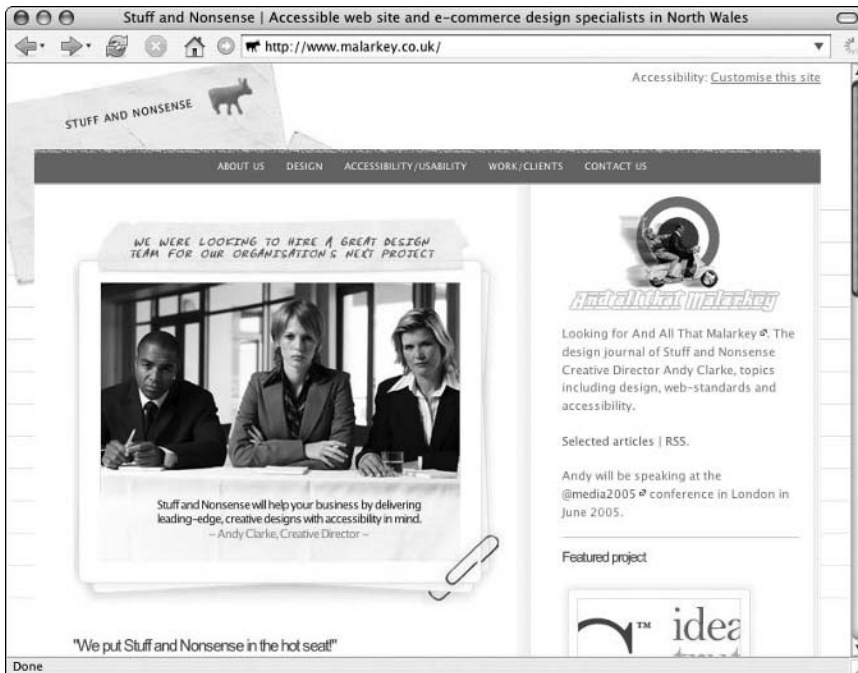 Stuff and Nonsense | Accessible web site and e-commerce design specialists in North Wales
http://www.malarkey.co.uk/
Accessibility: Customise this site
STUFF AND NONSENSE
ABOUT US DESIGN ACCESSIBILITY/USABILITY WORK/CLIENTS CONTACT US
WE WERE LOOKING TO HIRE A GREAT DESIGN
TEAM FOR OUR ORGANISATION'S NEXT PROJECT
Stuff and Nonsense will help your business by delivering
leading-edge, creative designs with accessibility in mind.
~ Andy Clarke, Creative Director ~
"We put Stuff and Nonsense in the hot seat!"
And all that Malarkey
Looking for And All That Malarkey. The
design journal of Stuff and Nonsense
Creative Director Andy Clarke, topics
including design, web-standards and
accessibility.
Selected articles | RSS.
Andy will be speaking at the
@media2005 conference in London in
June 2005.
Featured project
TM idea
Done